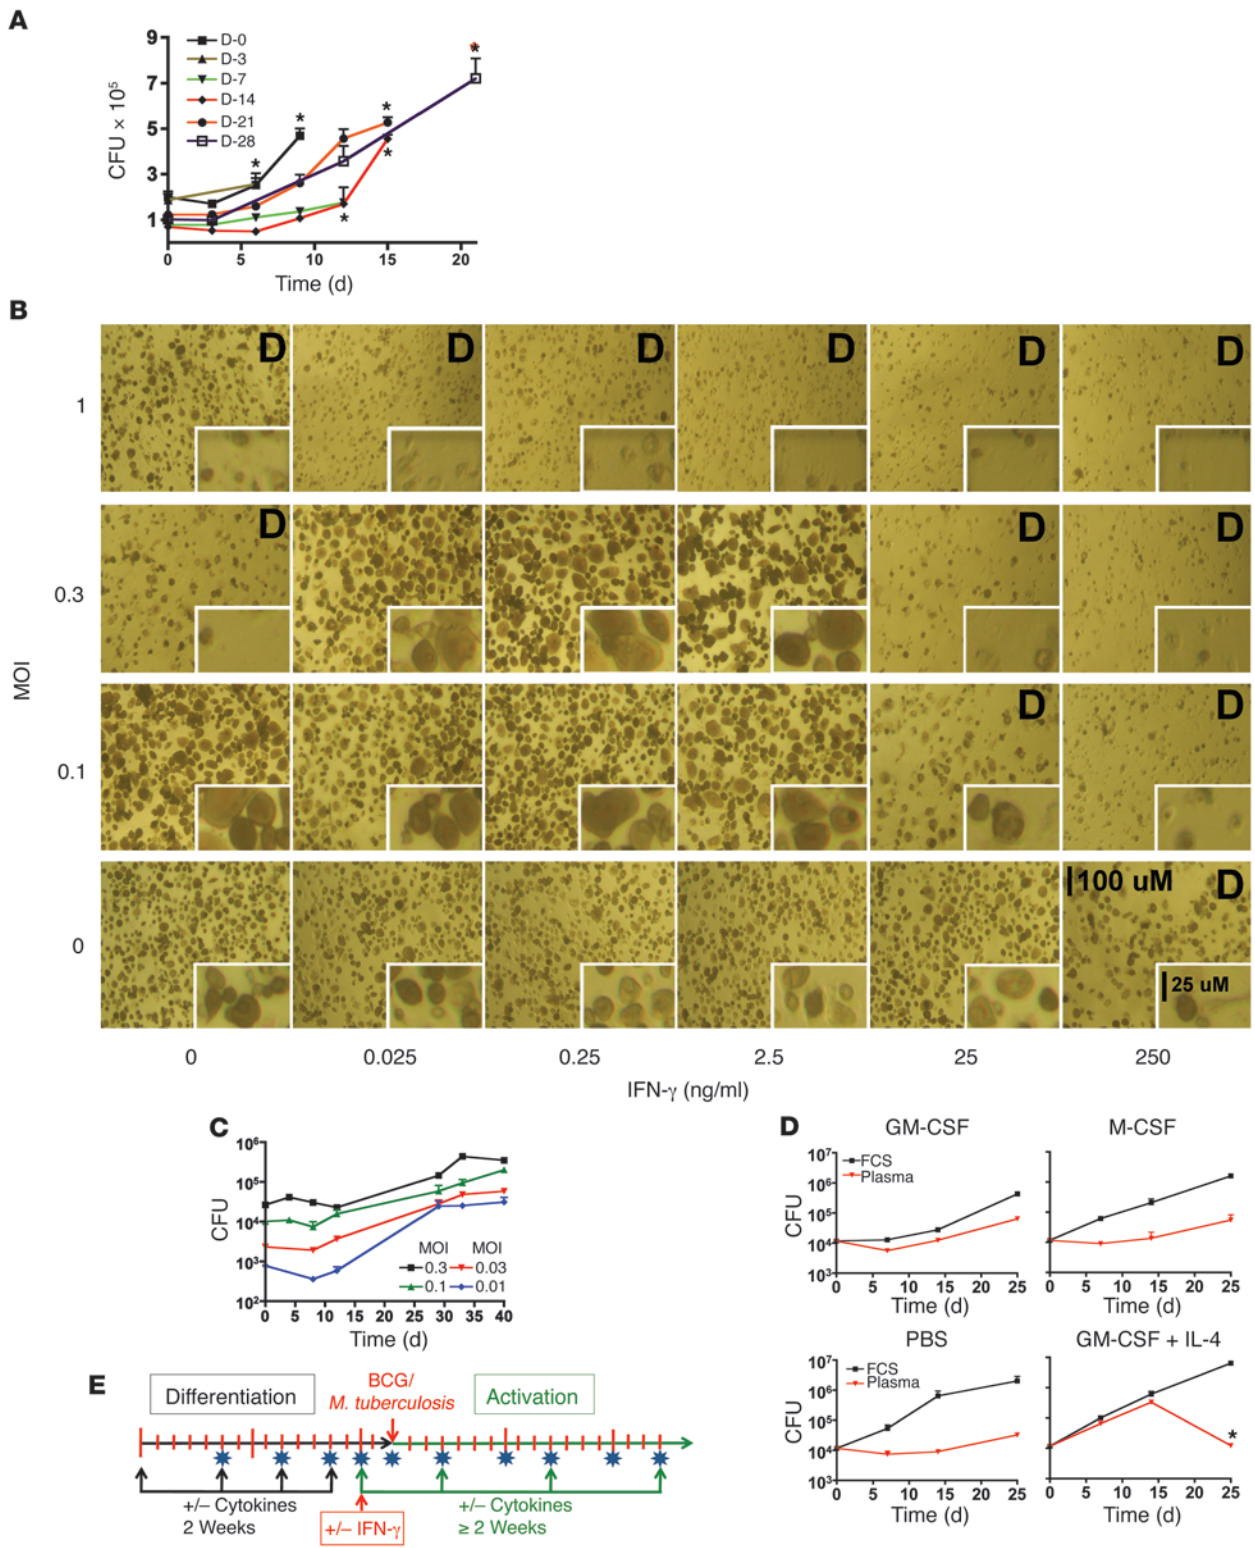 A
CFU × 10⁵
9
7
5
3
1
D-0
D-3
D-7
D-14
D-21
D-28
*
*
*
*
*
*
0 5 10 15 20
Time (d)
B
MOI
1
D D D D D D
0.3
D D D
0.1
D D
0
100 uM D
25 uM
0 0.025 0.25 2.5 25 250
IFN-γ (ng/ml)
C
CFU
10⁶
10⁵
10⁴
10³
10²
MOI MOI
0.3 0.03
0.1 0.01
0 5 10 15 20 25 30 35 40
Time (d)
D
GM-CSF
CFU
10⁷
10⁶
10⁵
10⁴
10³
FCS
Plasma
0 5 10 15 20 25
Time (d)
M-CSF
0 5 10 15 20 25
Time (d)
PBS
CFU
10⁷
10⁶
10⁵
10⁴
10³
FCS
Plasma
0 5 10 15 20 25
Time (d)
GM-CSF + IL-4
*
0 5 10 15 20 25
Time (d)
E
Differentiation
BCG/
M. tuberculosis
Activation
+/– Cytokines
2 Weeks
+/– IFN-γ
+/– Cytokines
≥ 2 Weeks